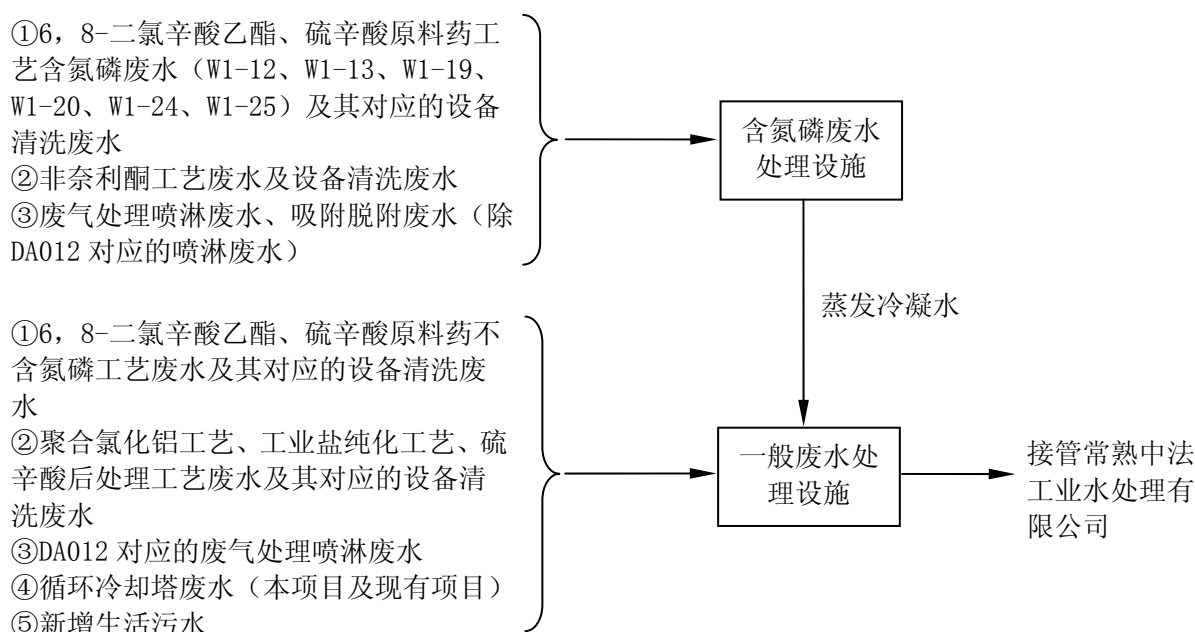 ①6，8-二氯辛酸乙酯、硫辛酸原料药工
艺含氮磷废水（W1-12、W1-13、W1-19、
W1-20、W1-24、W1-25）及其对应的设备
清洗废水
②非奈利酮工艺废水及设备清洗废水
③废气处理喷淋废水、吸附脱附废水（除
DA012 对应的喷淋废水）
含氮磷废水
处理设施
蒸发冷凝水
①6，8-二氯辛酸乙酯、硫辛酸原料药不
含氮磷工艺废水及其对应的设备清洗废
水
②聚合氯化铝工艺、工业盐纯化工艺、硫
辛酸后处理工艺废水及其对应的设备清
洗废水
③DA012 对应的废气处理喷淋废水
④循环冷却塔废水（本项目及现有项目）
⑤新增生活污水
一般废水处
理设施
接管常熟中法
工业水处理有
限公司